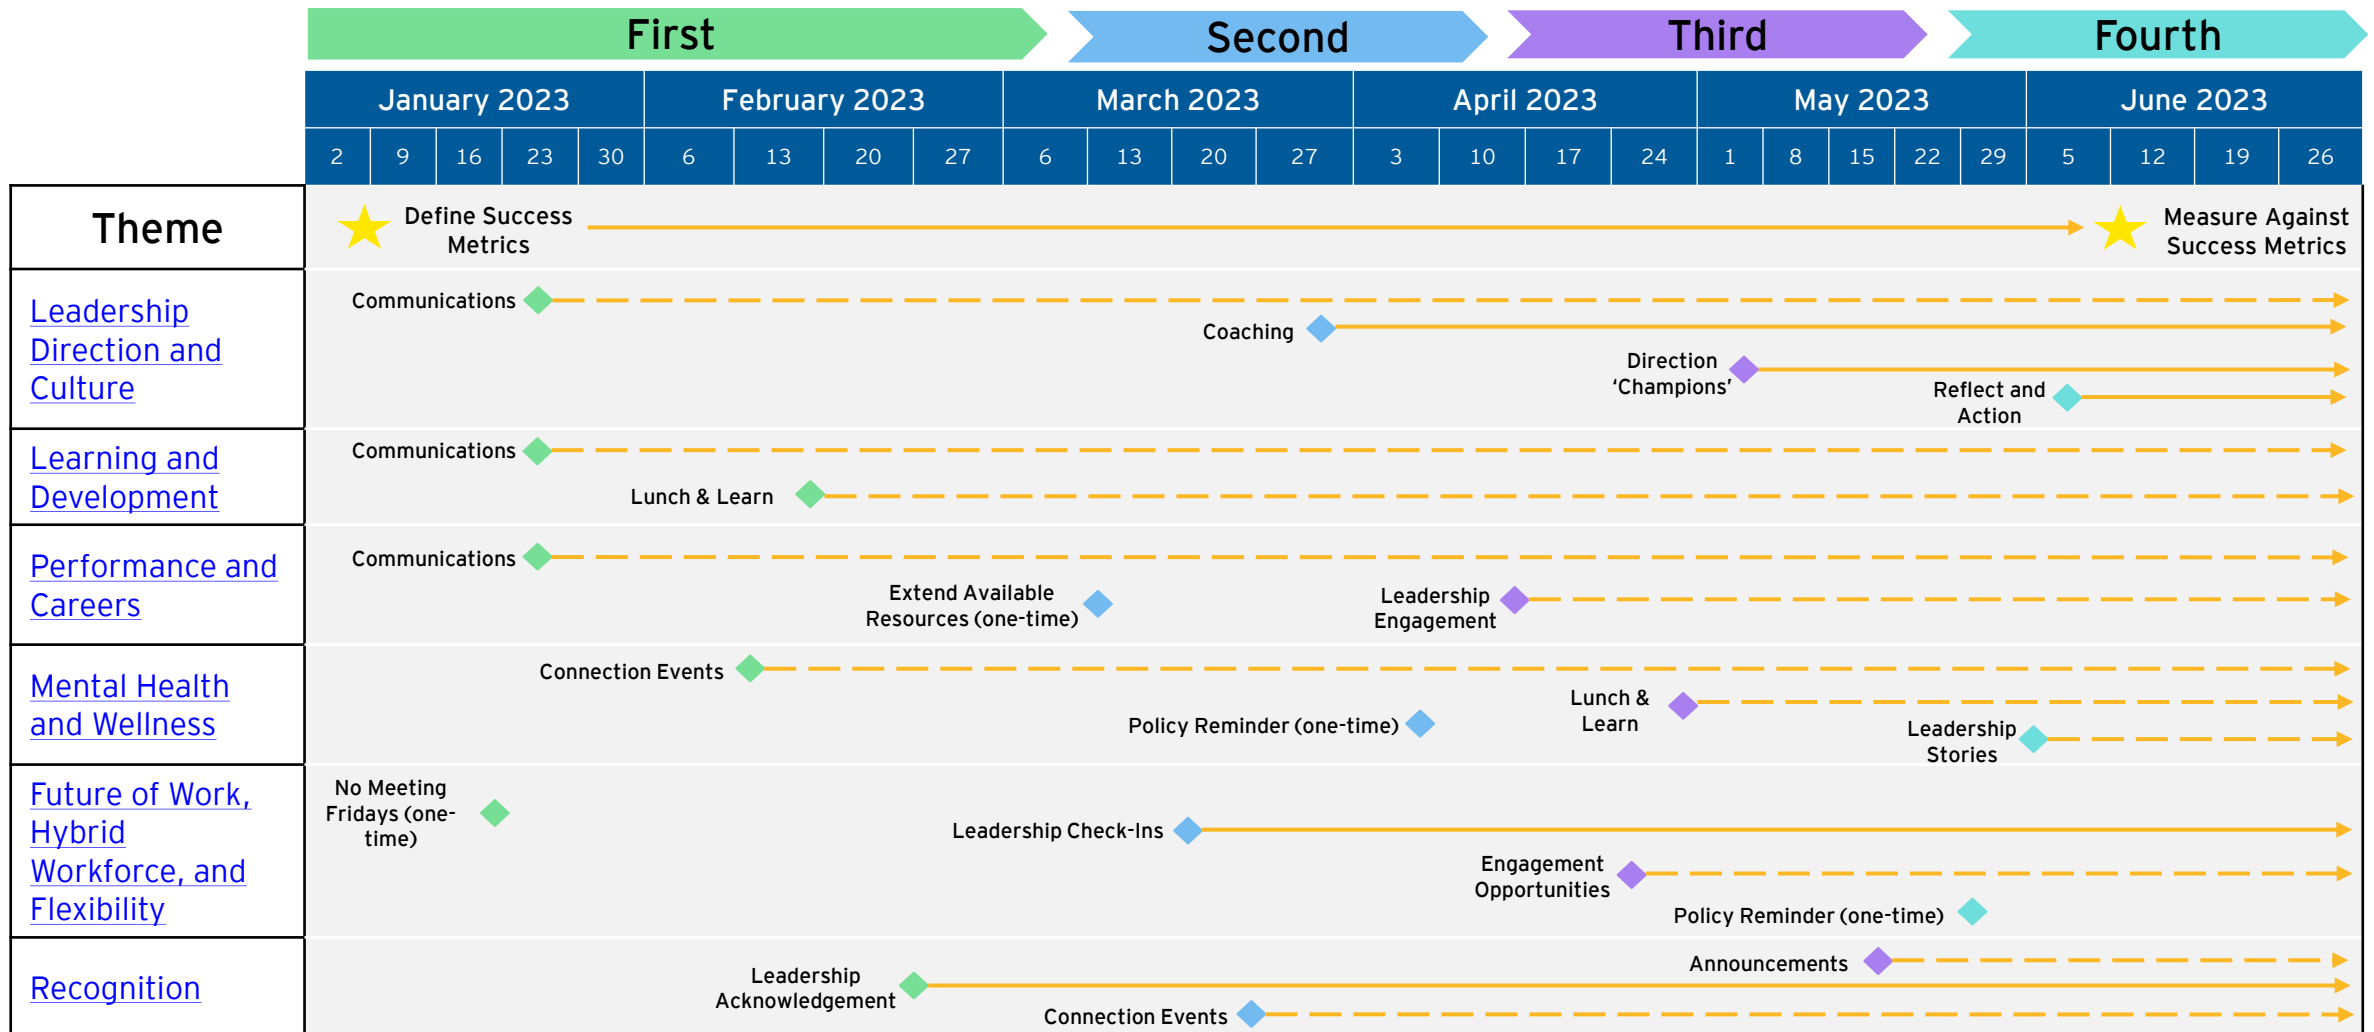 First
Second
Third
Fourth
January 2023
February 2023
March 2023
April 2023
May 2023
June 2023
2
9
16
23
30
6
13
20
27
6
13
20
27
3
10
17
24
1
8
15
22
29
5
12
19
26
Theme
Define Success
Metrics
Measure Against
Success Metrics
Leadership
Direction and
Culture
Communications
Coaching
Direction
‘Champions’
Reflect and
Action
Learning and
Development
Communications
Lunch & Learn
Performance and
Careers
Communications
Extend Available
Resources (one-time)
Leadership
Engagement
Mental Health
and Wellness
Connection Events
Policy Reminder (one-time)
Lunch &
Learn
Leadership
Stories
Future of Work,
Hybrid
Workforce, and
Flexibility
No Meeting
Fridays (one-
time)
Leadership Check-Ins
Engagement
Opportunities
Policy Reminder (one-time)
Recognition
Leadership
Acknowledgement
Announcements
Connection Events